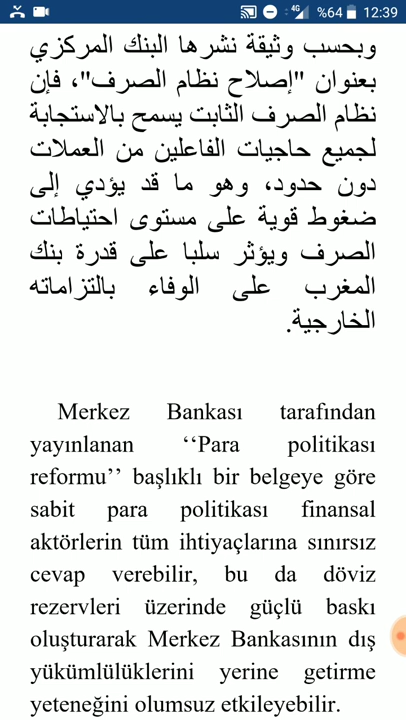 4G %64 12:39
وبحسب وثيقة نشرها البنك المركزي
بعنوان "إصلاح نظام الصرف"، فإن
نظام الصرف الثابت يسمح بالاستجابة
لجميع حاجيات الفاعلين من العملات
دون حدود، وهو ما قد يؤدي إلى
ضغوط قوية على مستوى احتياطات
الصرف ويؤثر سلبا على قدرة بنك
المغرب على الوفاء بالتزاماته
الخارجية.
Merkez Bankası tarafından
yayınlanan ‘‘Para politikası
reformu’’ başlıklı bir belgeye göre
sabit para politikası finansal
aktörlerin tüm ihtiyaçlarına sınırsız
cevap verebilir, bu da döviz
rezervleri üzerinde güçlü baskı
oluşturarak Merkez Bankasının dış
yükümlülüklerini yerine getirme
yeteneğini olumsuz etkileyebilir.